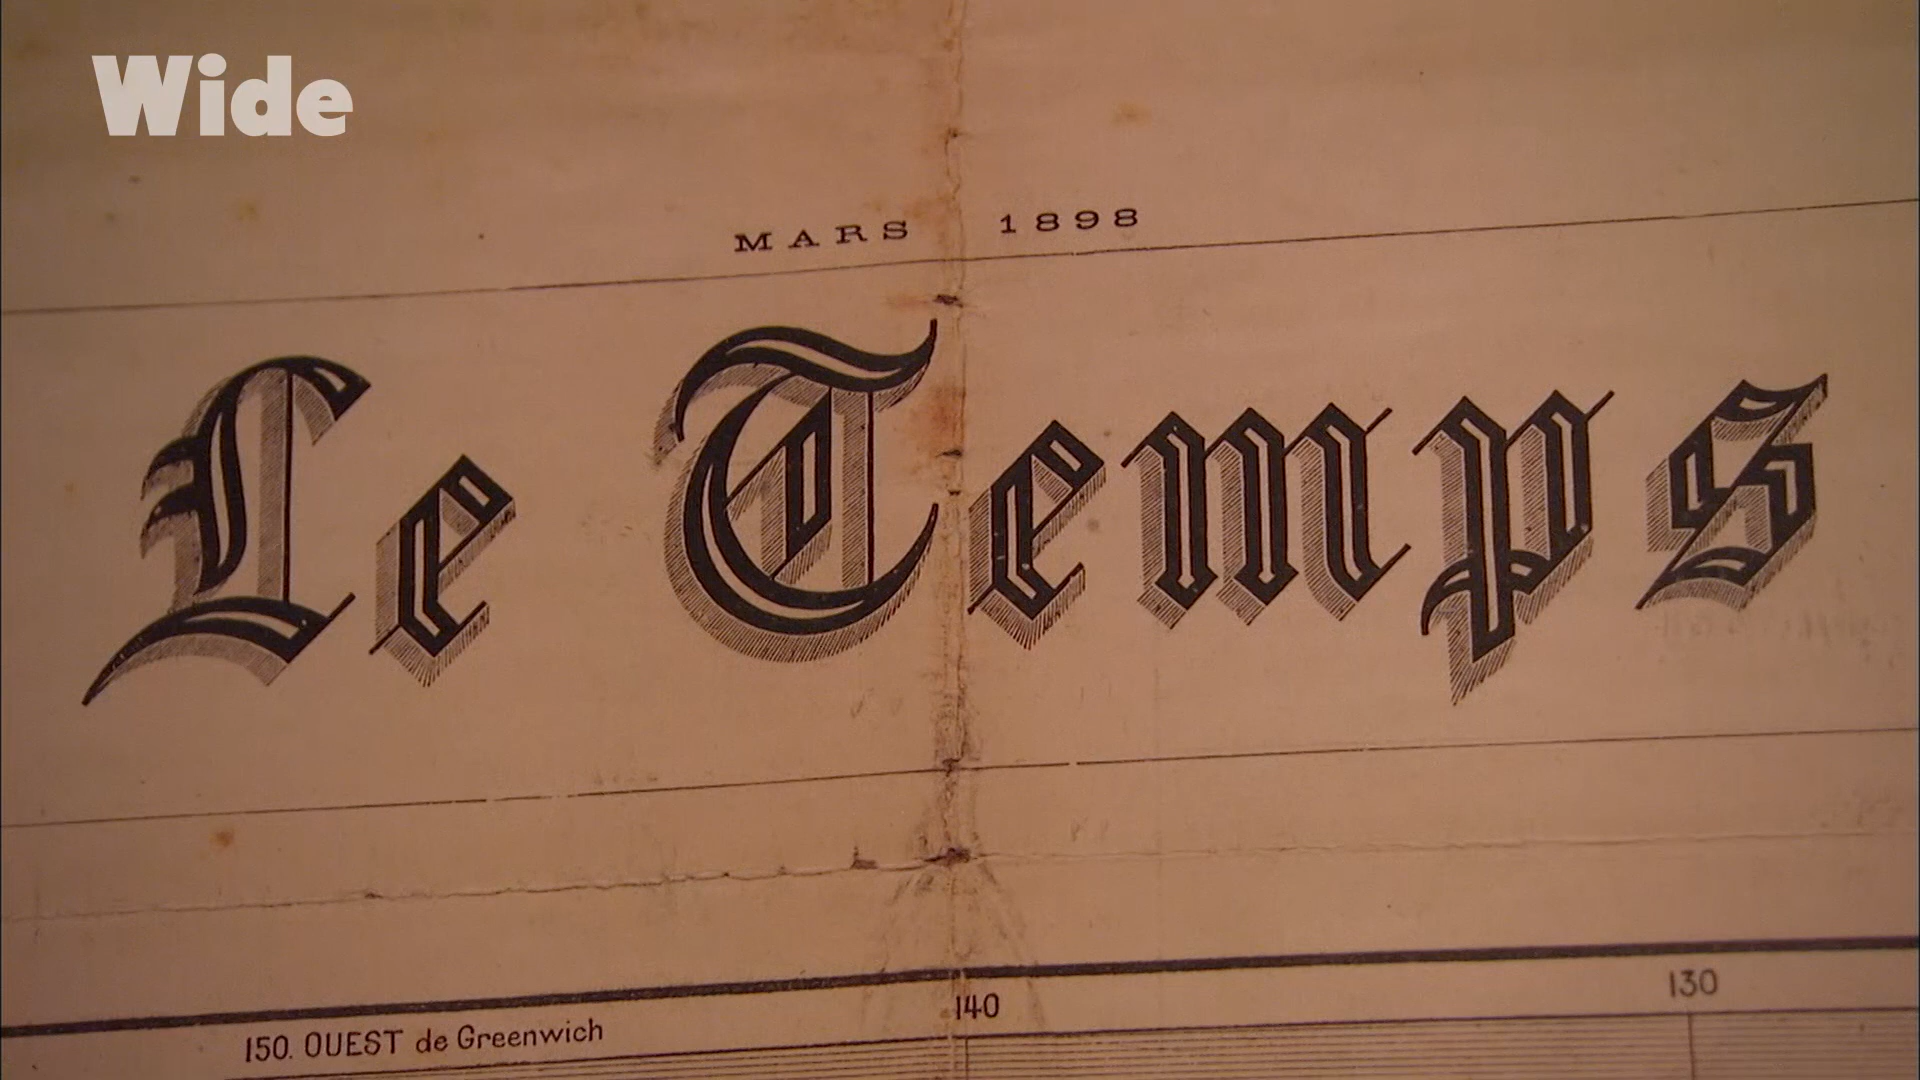 Wide
MARS 1898
Le Temps
130
140
150. OUEST de Greenwich